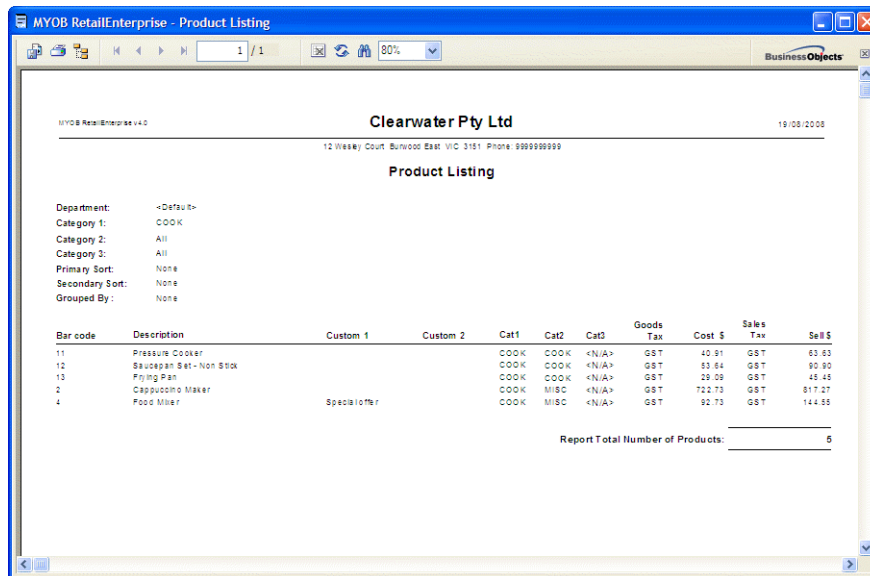 MYOB RetailEnterprise - Product Listing
1 / 1 80% BusinessObjects
MYOB RetailEnterprise v4.0 Clearwater Pty Ltd 19/08/2008
12 Wesley Court Burwood East VIC 3151 Phone: 9999999999
Product Listing
Department: <Default>
Category 1: COOK
Category 2: All
Category 3: All
Primary Sort: None
Secondary Sort: None
Grouped By : None
Goods Sales
Bar code Description Custom 1 Custom 2 Cat1 Cat2 Cat3 Tax Cost $ Tax Sell $
11 Pressure Cooker COOK COOK <N/A> GST 40.91 GST 63.63
12 Saucepan Set - Non Stick COOK COOK <N/A> GST 53.64 GST 90.90
13 Frying Pan COOK COOK <N/A> GST 29.09 GST 45.45
2 Cappuccino Maker COOK MISC <N/A> GST 722.73 GST 817.27
4 Food Mixer Special offer COOK MISC <N/A> GST 92.73 GST 144.55
Report Total Number of Products: 5